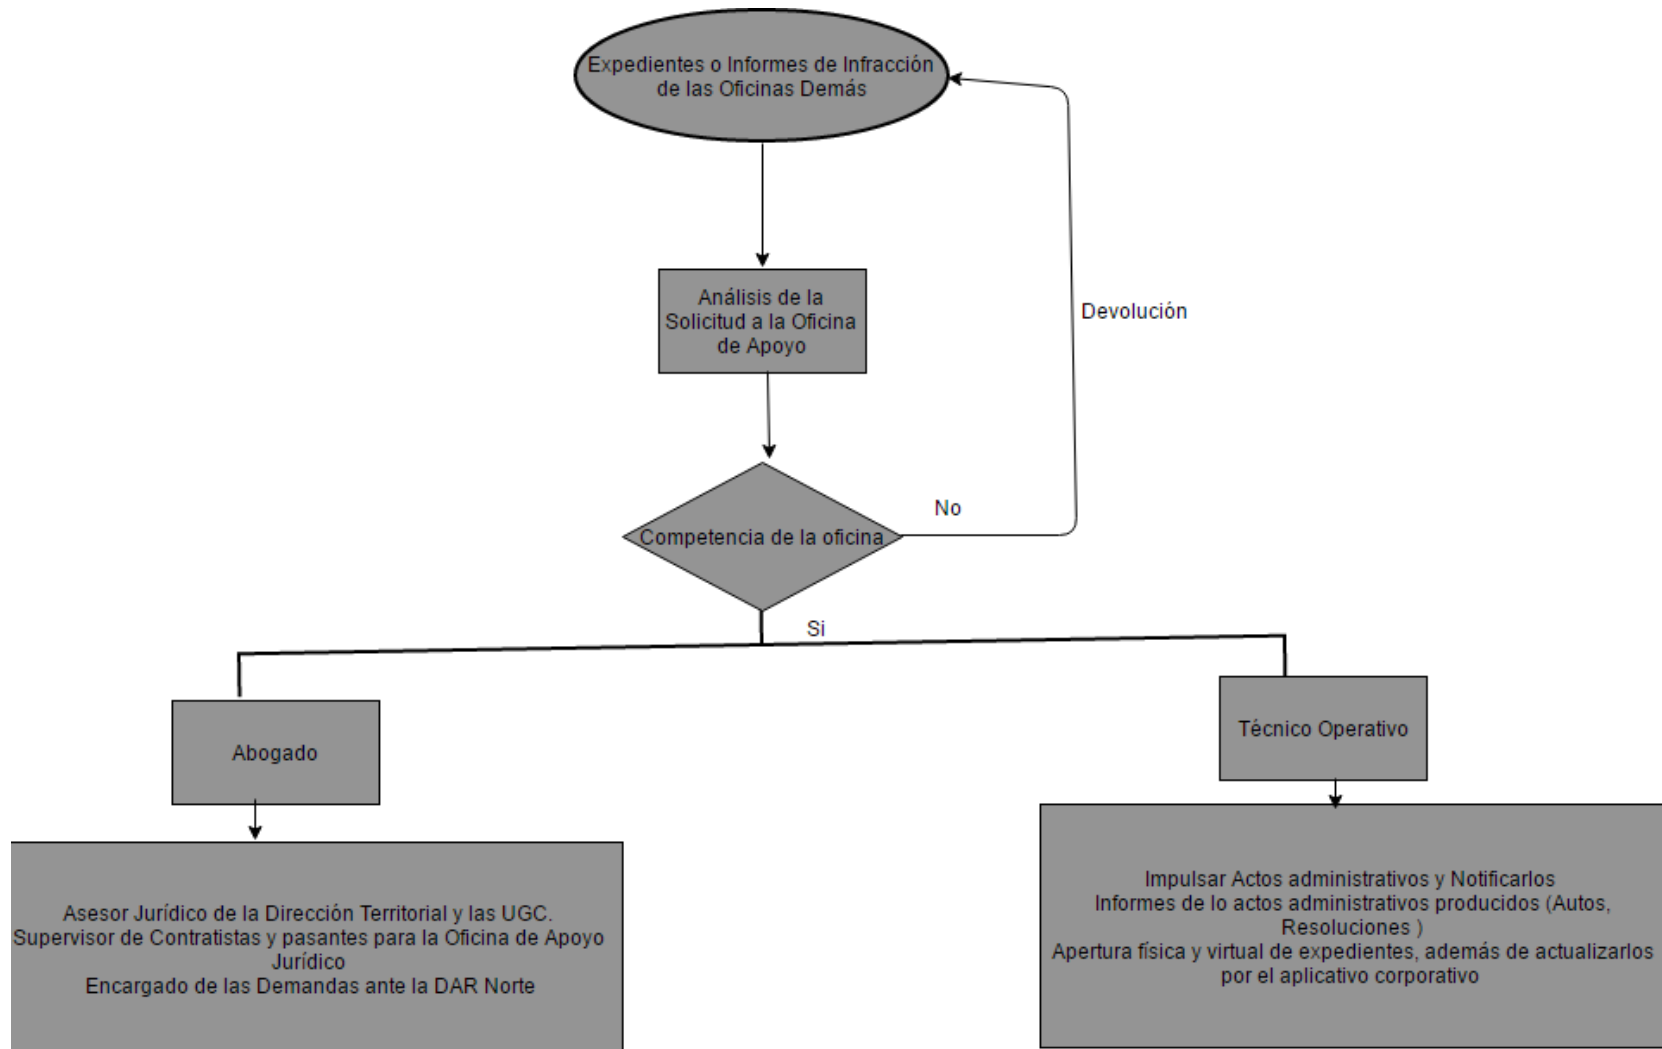 Expedientes o Informes de Infracción
de las Oficinas Demás
Análisis de la
Solicitud a la Oficina
de Apoyo
Devolución
No
Competencia de la oficina
Si
Abogado
Técnico Operativo
Asesor Jurídico de la Dirección Territorial y las UGC.
Supervisor de Contratistas y pasantes para la Oficina de Apoyo
Jurídico
Encargado de las Demandas ante la DAR Norte
Impulsar Actos administrativos y Notificarlos
Informes de lo actos administrativos producidos (Autos,
Resoluciones )
Apertura física y virtual de expedientes, además de actualizarlos
por el aplicativo corporativo